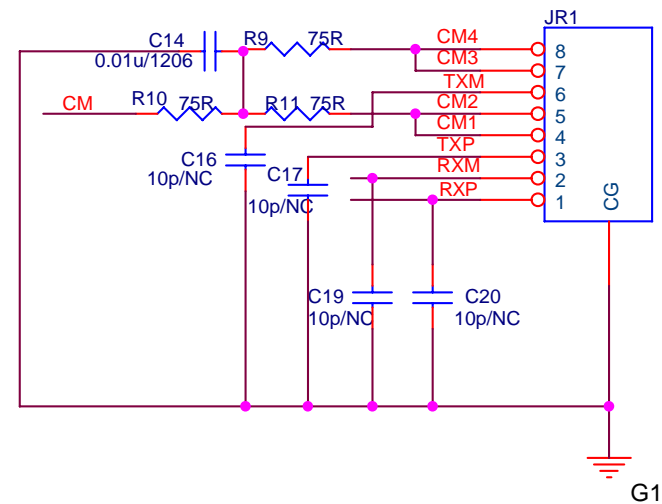 JR1
C14
0.01u/1206
R9 75R
CM4
8
CM3
7
TXM
6
CM
R10 75R
R11 75R
CM2
5
CM1
4
TXP
3
C16
10p/NC
C17
10p/NC
RXM
2
RXP
1
CG
C19
10p/NC
C20
10p/NC
G1